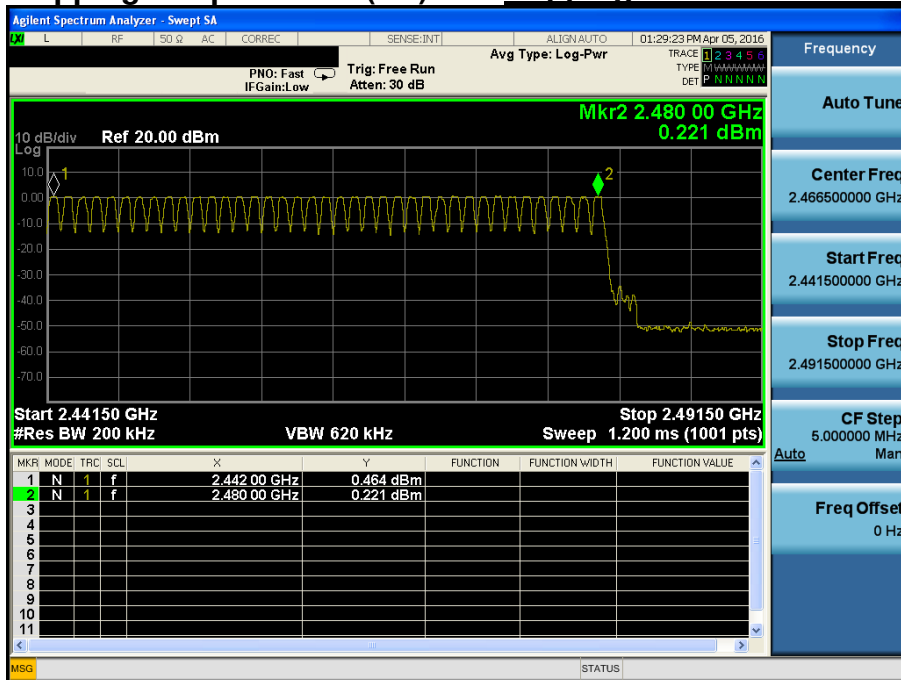 Agilent Spectrum Analyzer - Swept SA
LXI L RF 50 Ω AC CORREC SENSE:INT ALIGN AUTO 01:29:23 PM Apr 05, 2016
PNO: Fast
IFGain:Low
Trig: Free Run
Atten: 30 dB
Avg Type: Log-Pwr
TRACE 1 2 3 4 5 6
TYPE M WWWWW
DET P N N N N N
Mkr2 2.480 00 GHz
0.221 dBm
10 dB/div Ref 20.00 dBm
Log
10.0
0.00
-10.0
-20.0
-30.0
-40.0
-50.0
-60.0
-70.0
1
2
Start 2.44150 GHz Stop 2.49150 GHz
#Res BW 200 kHz VBW 620 kHz Sweep 1.200 ms (1001 pts)
MKR MODE TRC SCL X Y FUNCTION FUNCTION WIDTH FUNCTION VALUE
1 N 1 f 2.442 00 GHz 0.464 dBm
2 N 1 f 2.480 00 GHz 0.221 dBm
3
4
5
6
7
8
9
10
11
MSG STATUS
Frequency
Auto Tune
Center Freq
2.466500000 GHz
Start Freq
2.441500000 GHz
Stop Freq
2.491500000 GHz
CF Step
5.000000 MHz
Auto Man
Freq Offset
0 Hz